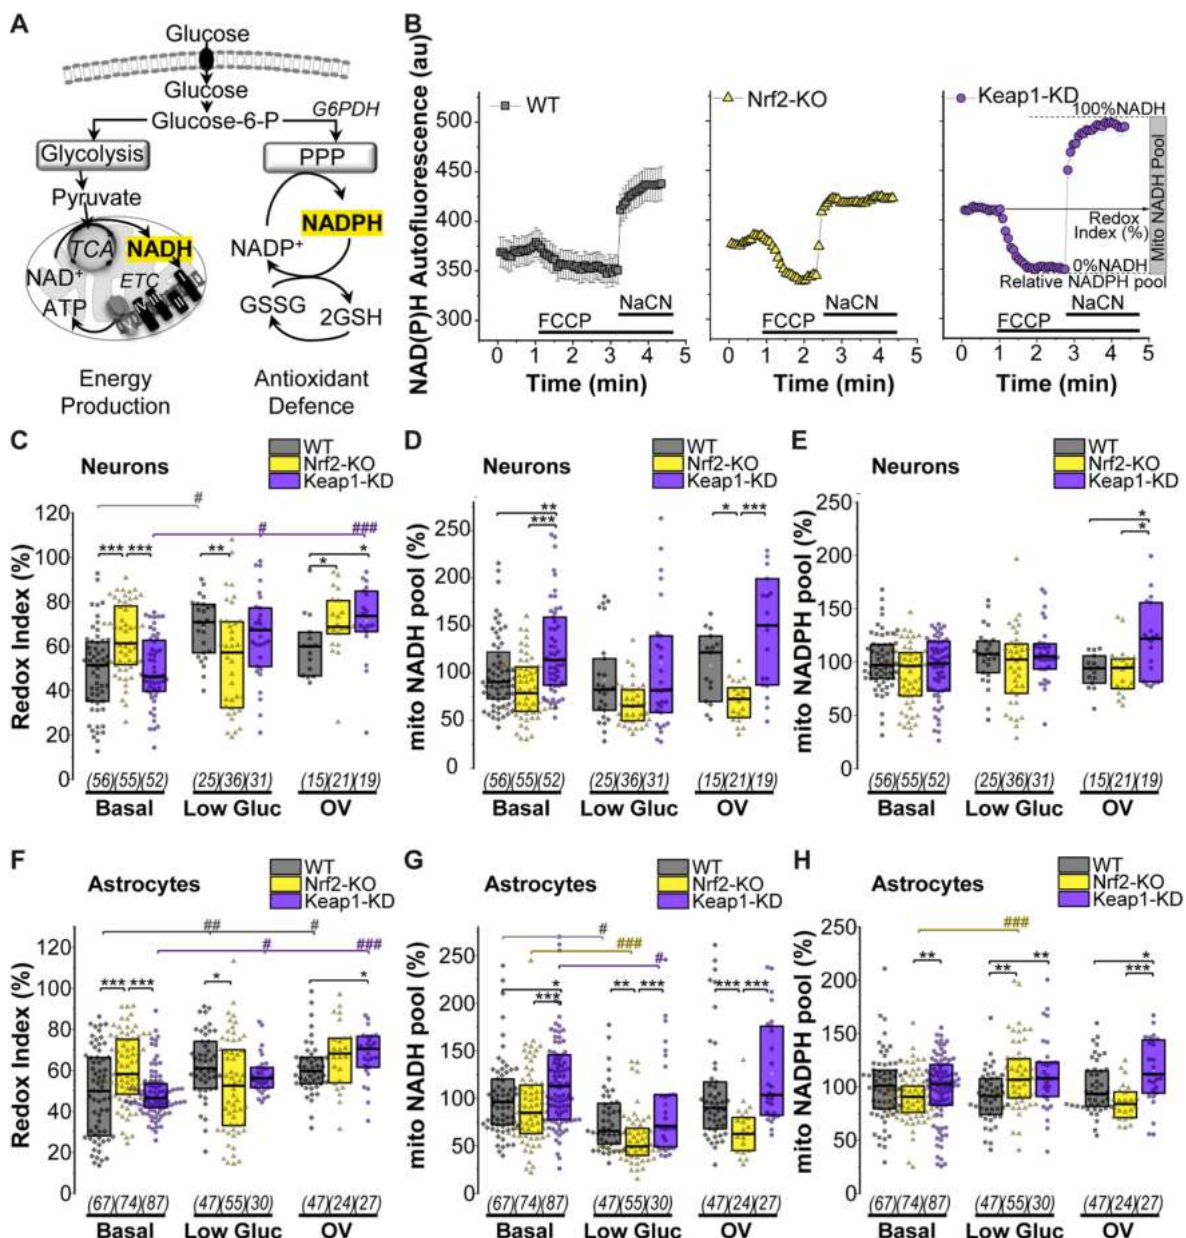 A
Glucose
Glucose
G6PDH
Glucose-6-P
Glycolysis
PPP
Pyruvate
NADPH
TCA
NADH
NADP+
NAD+
ETC
ATP
GSSG
2GSH
Energy
Production
Antioxidant
Defence
B
NAD(P)H Autofluorescence (au)
500
450
400
350
300
WT
NaCN
FCCP
0 1 2 3 4 5
Time (min)
Nrf2-KO
NaCN
FCCP
0 1 2 3 4 5
Time (min)
Keap1-KD
100%NADH
Mito NADH Pool
Redox
Index (%)
0%NADH
Relative NADPH pool
NaCN
FCCP
0 1 2 3 4 5
Time (min)
C
Neurons
WT
Nrf2-KO
Keap1-KD
Redox Index (%)
120
100
80
60
40
20
0
#
# ###
*** *** ** * *
(56)(55)(52) (25)(36)(31) (15)(21)(19)
Basal Low Gluc OV
D
Neurons
WT
Nrf2-KO
Keap1-KD
mito NADH pool (%)
250
200
150
100
50
0
** * ***
***
(56)(55)(52) (25)(36)(31) (15)(21)(19)
Basal Low Gluc OV
E
Neurons
WT
Nrf2-KO
Keap1-KD
mito NADPH pool (%)
250
200
150
100
50
0
*
*
(56)(55)(52) (25)(36)(31) (15)(21)(19)
Basal Low Gluc OV
F
Astrocytes
WT
Nrf2-KO
Keap1-KD
Redox Index (%)
120
100
80
60
40
20
0
## #
# ###
*** *** * *
(67)(74)(87) (47)(55)(30) (47)(24)(27)
Basal Low Gluc OV
G
Astrocytes
WT
Nrf2-KO
Keap1-KD
mito NADH pool (%)
250
200
150
100
50
0
#
###
#
* ** *** *** ***
***
(67)(74)(87) (47)(55)(30) (47)(24)(27)
Basal Low Gluc OV
H
Astrocytes
WT
Nrf2-KO
Keap1-KD
mito NADPH pool (%)
250
200
150
100
50
0
###
** ** ** *
***
(67)(74)(87) (47)(55)(30) (47)(24)(27)
Basal Low Gluc OV